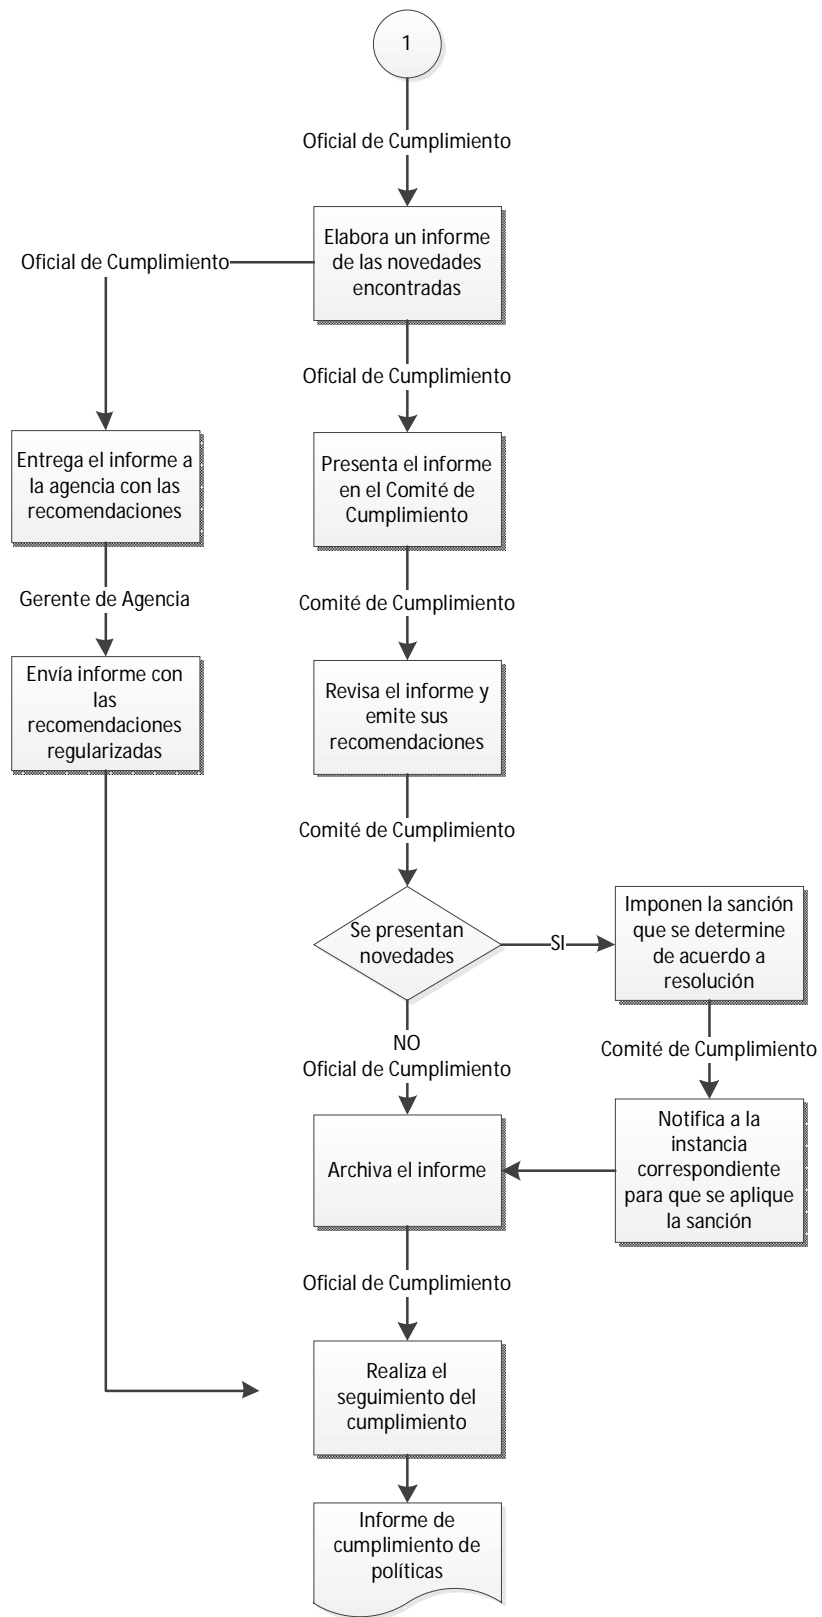 1
Oficial de Cumplimiento
Elabora un informe
de las novedades
encontradas
Oficial de Cumplimiento
Oficial de Cumplimiento
Entrega el informe a
la agencia con las
recomendaciones
Presenta el informe
en el Comité de
Cumplimiento
Gerente de Agencia
Comité de Cumplimiento
Envía informe con
las
recomendaciones
regularizadas
Revisa el informe y
emite sus
recomendaciones
Comité de Cumplimiento
Se presentan
novedades
SI
Imponen la sanción
que se determine
de acuerdo a
resolución
NO
Oficial de Cumplimiento
Comité de Cumplimiento
Archiva el informe
Notifica a la
instancia
correspondiente
para que se aplique
la sanción
Oficial de Cumplimiento
Realiza el
seguimiento del
cumplimiento
Informe de
cumplimiento de
políticas